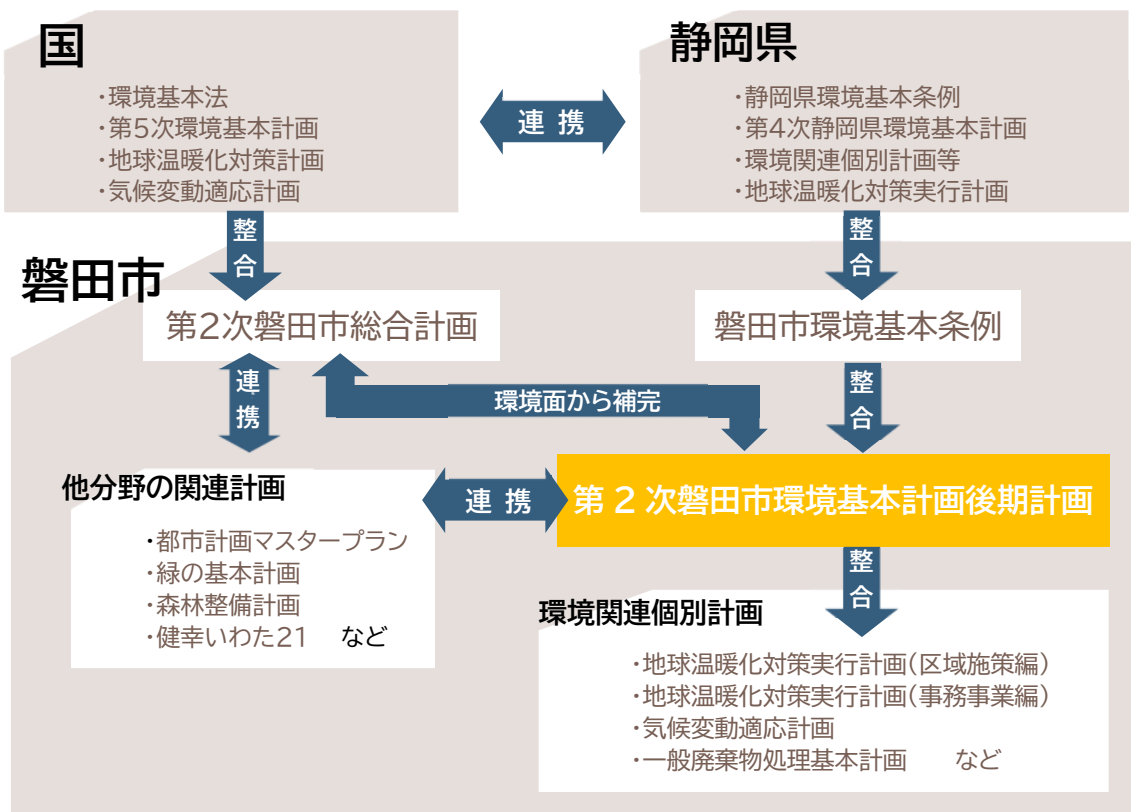 国
・環境基本法
・第5次環境基本計画
・地球温暖化対策計画
・気候変動適応計画
連 携
静岡県
・静岡県環境基本条例
・第4次静岡県環境基本計画
・環境関連個別計画等
・地球温暖化対策実行計画
整合
整合
磐田市
第2次磐田市総合計画
磐田市環境基本条例
連携
環境面から補完
整合
他分野の関連計画
・都市計画マスタープラン
・緑の基本計画
・森林整備計画
・健幸いわた21 など
連 携
第 2 次磐田市環境基本計画後期計画
整合
環境関連個別計画
・地球温暖化対策実行計画(区域施策編)
・地球温暖化対策実行計画(事務事業編)
・気候変動適応計画
・一般廃棄物処理基本計画 など